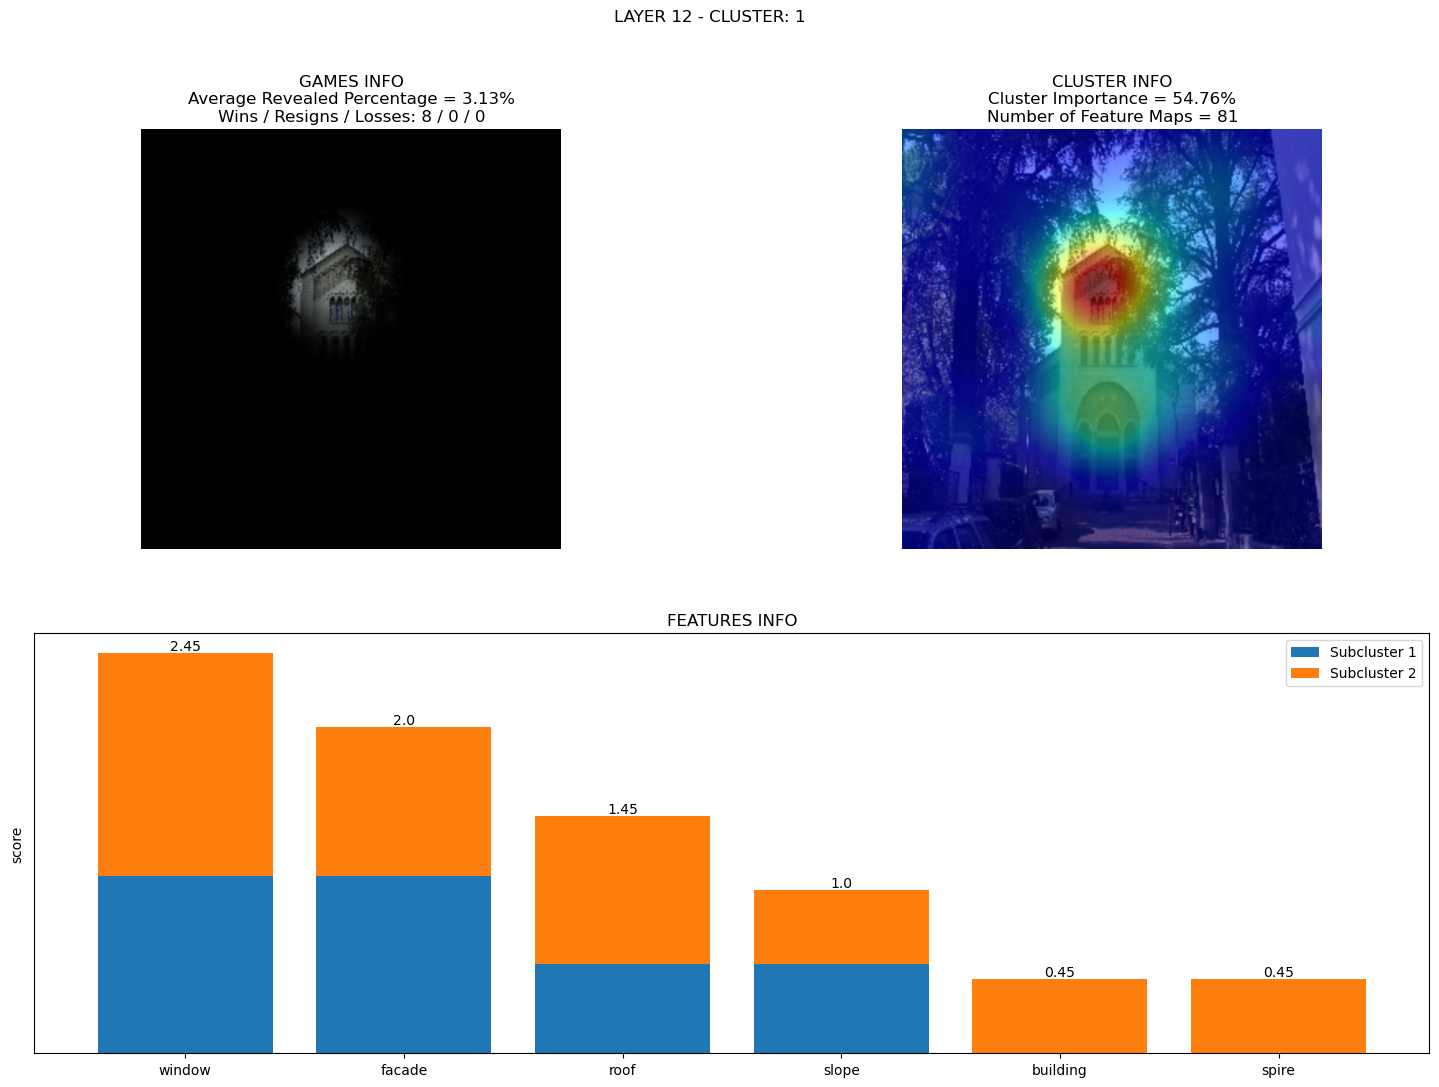 LAYER 12 - CLUSTER: 1
GAMES INFO
Average Revealed Percentage = 3.13%
Wins / Resigns / Losses: 8 / 0 / 0
CLUSTER INFO
Cluster Importance = 54.76%
Number of Feature Maps = 81
FEATURES INFO
Subcluster 1
Subcluster 2
2.45
2.0
1.45
1.0
0.45
0.45
score
window
facade
roof
slope
building
spire